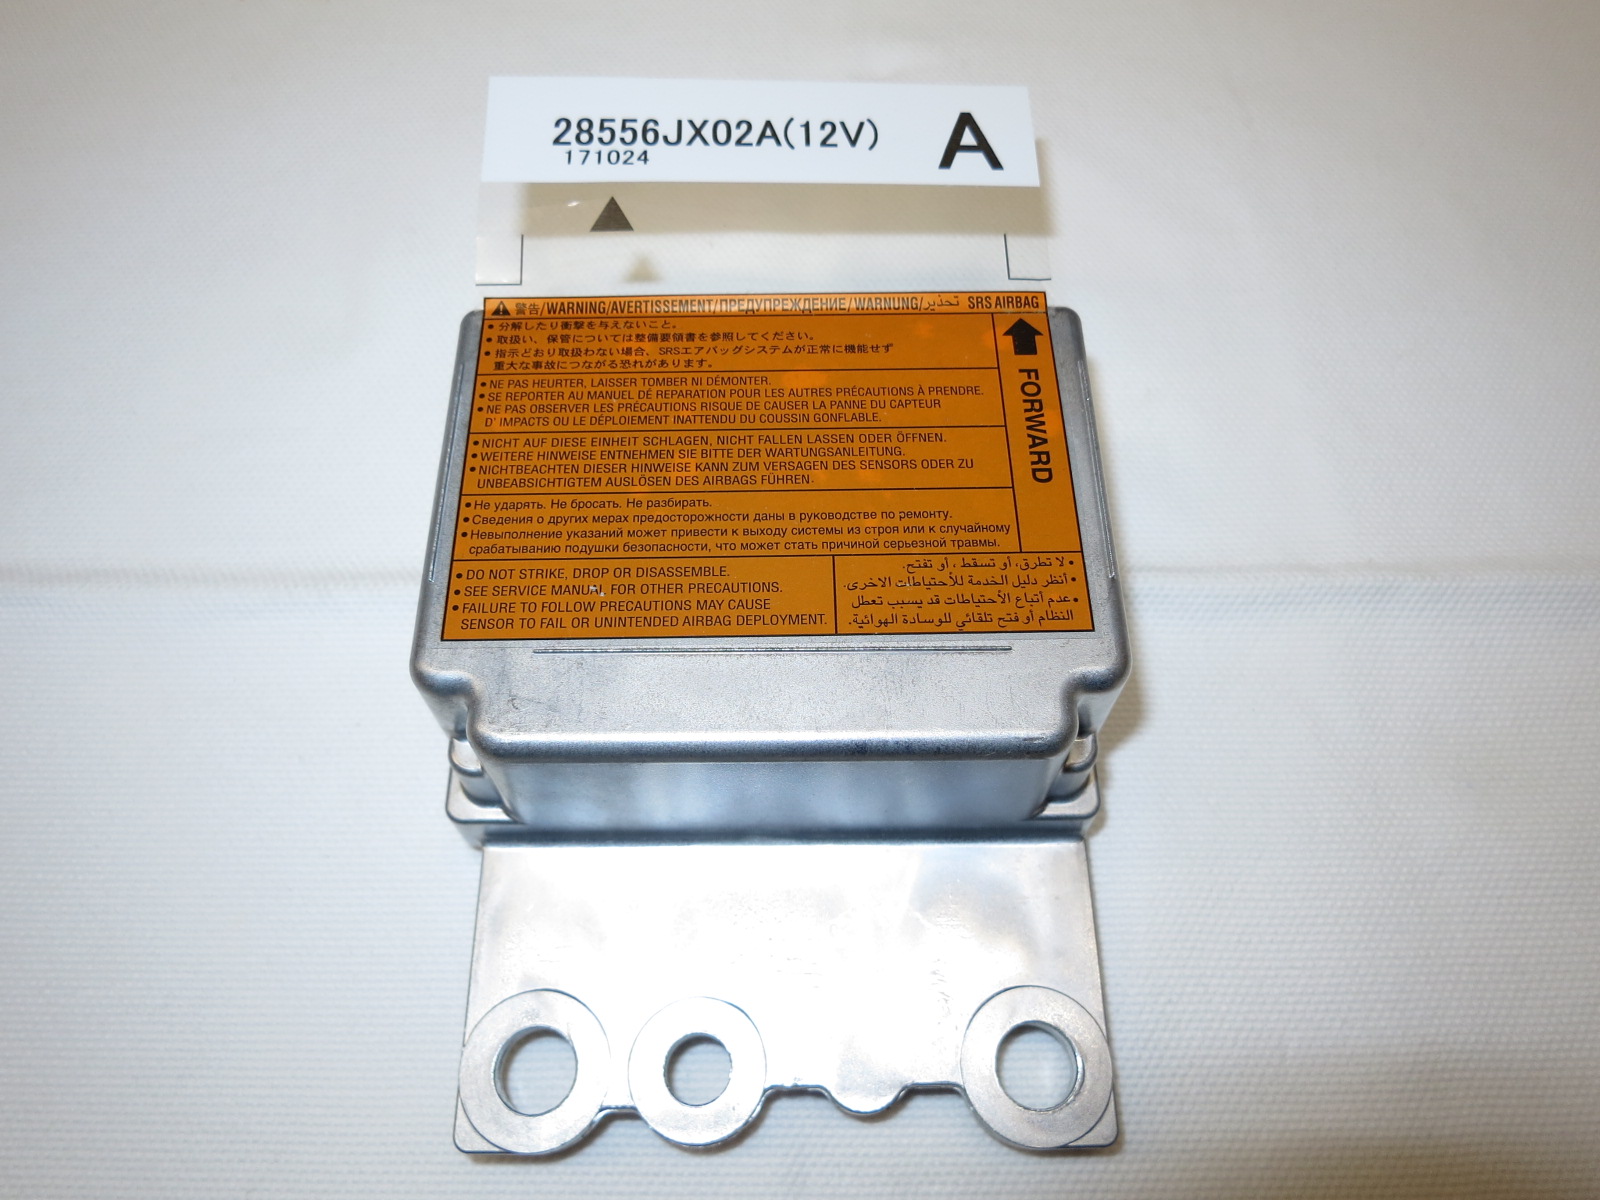 28556JX02A(12V)
171024
A
警告/WARNING/AVERTISSEMENT/ПРЕДУПРЕЖДЕНИЕ/WARNUNG/تحذير SRS AIRBAG
• 分解したり衝撃を与えないこと。
• 取扱い、保管については整備要領書を参照してください。
• 指示どおり取扱わない場合、SRSエアバッグシステムが正常に機能せず
重大な事故につながる恐れがあります。
FORWARD
• NE PAS HEURTER, LAISSER TOMBER NI DÉMONTER.
• SE REPORTER AU MANUEL DE REPARATION POUR LES AUTRES PRÉCAUTIONS À PRENDRE.
• NE PAS OBSERVER LES PRÉCAUTIONS RISQUE DE CAUSER LA PANNE DU CAPTEUR
D' IMPACTS OU LE DÉPLOIEMENT INATTENDU DU COUSSIN GONFLABLE.
• NICHT AUF DIESE EINHEIT SCHLAGEN, NICHT FALLEN LASSEN ODER ÖFFNEN.
• WEITERE HINWEISE ENTNEHMEN SIE BITTE DER WARTUNGSANLEITUNG.
• NICHTBEACHTEN DIESER HINWEISE KANN ZUM VERSAGEN DES SENSORS ODER ZU
UNBEABSICHTIGTEM AUSLÖSEN DES AIRBAGS FÜHREN.
• Не ударять. Не бросать. Не разбирать.
• Сведения о других мерах предосторожности даны в руководстве по ремонту.
• Невыполнение указаний может привести к выходу системы из строя или к случайному
срабатыванию подушки безопасности, что может стать причиной серьезной травмы.
• DO NOT STRIKE, DROP OR DISASSEMBLE.
• SEE SERVICE MANUAL FOR OTHER PRECAUTIONS.
• FAILURE TO FOLLOW PRECAUTIONS MAY CAUSE
SENSOR TO FAIL OR UNINTENDED AIRBAG DEPLOYMENT.
• لا تطرق، أو تسقط ، أو تفتح.
• أنظر دليل الخدمة للأحتياطات الاخرى.
• عدم أتباع الأحتياطات قد يسبب تعطل
النظام أو فتح تلقائي للوسادة الهوائية.